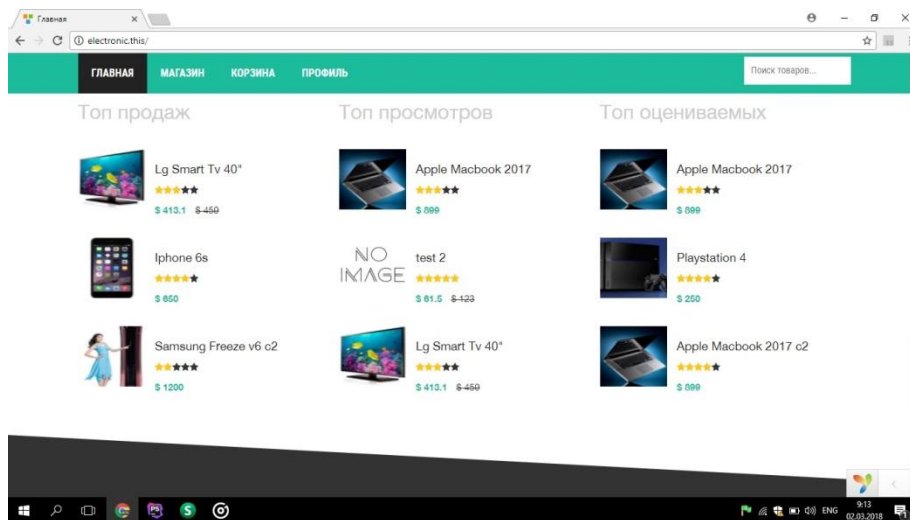 Главная
electronic.this/
ГЛАВНАЯ МАГАЗИН КОРЗИНА ПРОФИЛЬ Поиск товаров...
Топ продаж
Lg Smart Tv 40"
$ 413.1 $ 450
Iphone 6s
$ 650
Samsung Freeze v6 c2
$ 1200
Топ просмотров
Apple Macbook 2017
$ 899
NO IMAGE
test 2
$ 61.5 $ 123
Lg Smart Tv 40"
$ 413.1 $ 450
Топ оцениваемых
Apple Macbook 2017
$ 899
Playstation 4
$ 250
Apple Macbook 2017 c2
$ 899
ENG
9:13
02.03.2018